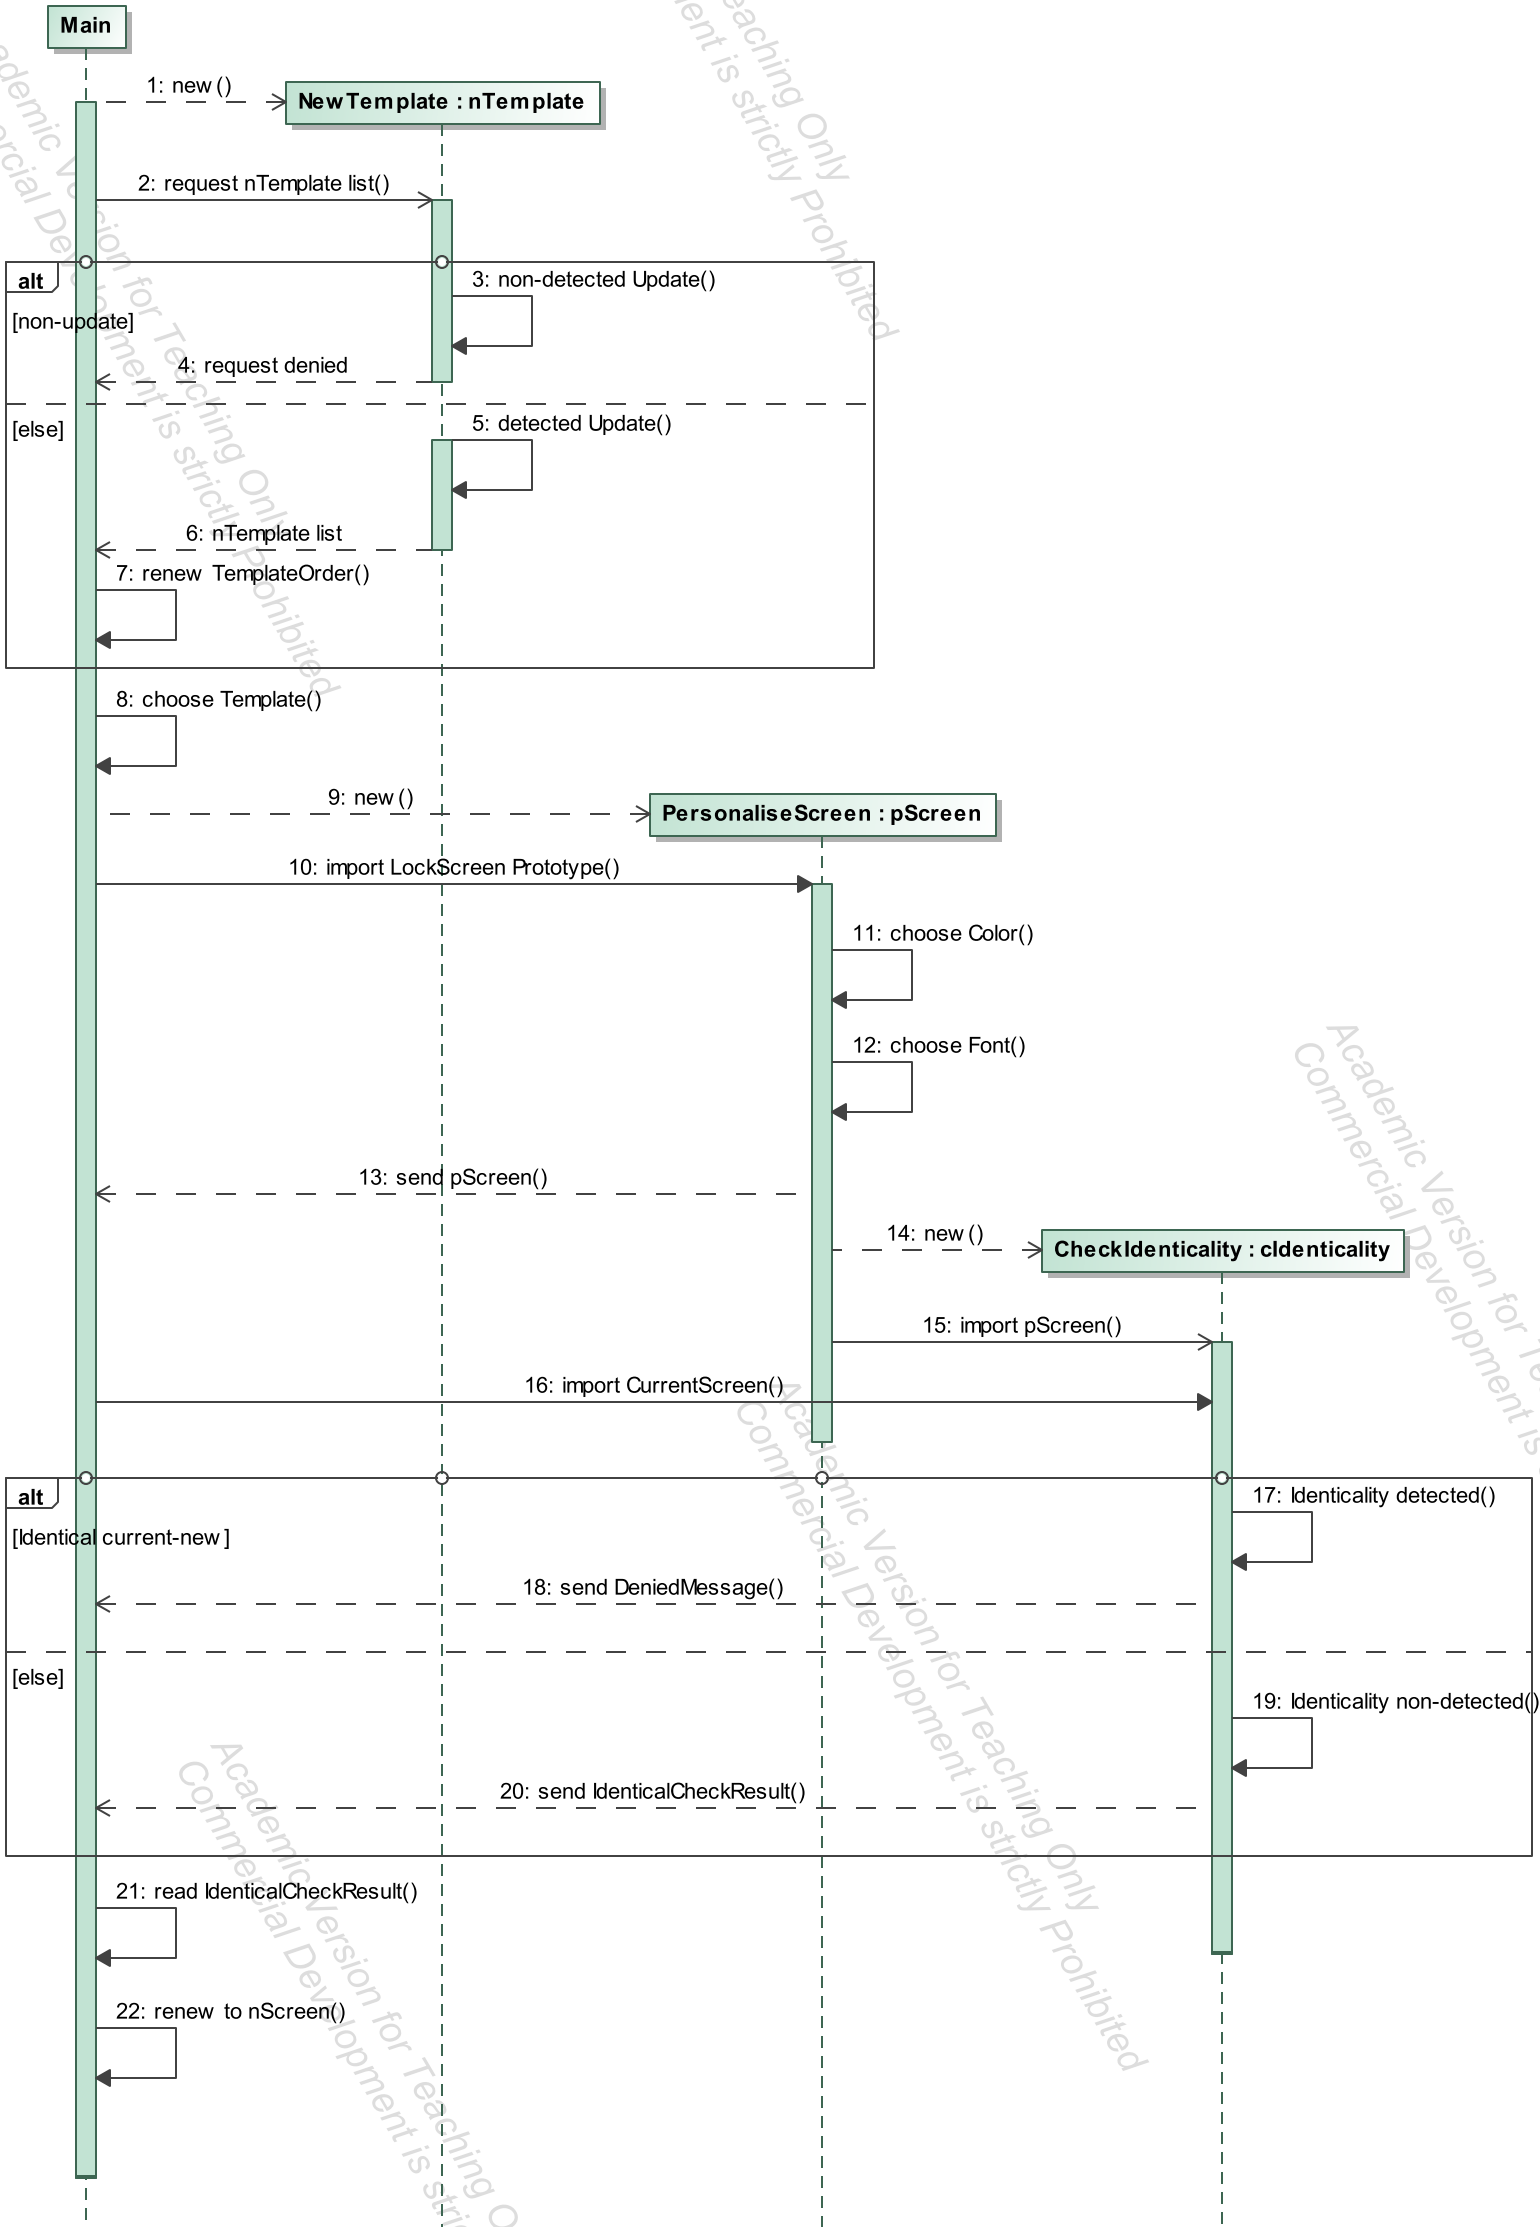 Main
1: new ()
NewTemplate : nTemplate
2: request nTemplate list()
alt
3: non-detected Update()
[non-update]
4: request denied
[else]
5: detected Update()
6: nTemplate list
7: renew TemplateOrder()
8: choose Template()
9: new ()
PersonaliseScreen : pScreen
10: import LockScreen Prototype()
11: choose Color()
12: choose Font()
13: send pScreen()
14: new ()
CheckIdenticality : cIdenticality
15: import pScreen()
16: import CurrentScreen()
alt
17: Identicality detected()
[Identical current-new ]
18: send DeniedMessage()
[else]
19: Identicality non-detected()
20: send IdenticalCheckResult()
21: read IdenticalCheckResult()
22: renew to nScreen()
Academic Version for Teaching Only
Commercial Development is strictly Prohibited